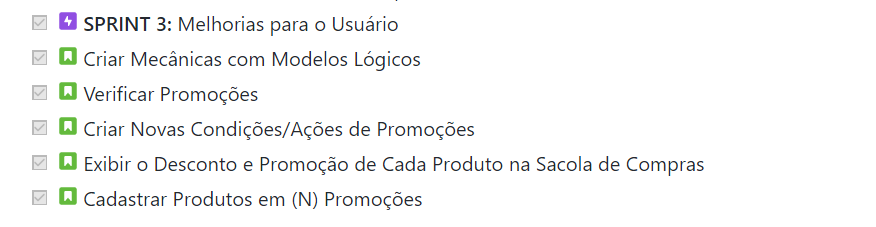 SPRINT 3: Melhorias para o Usuário
Criar Mecânicas com Modelos Lógicos
Verificar Promoções
Criar Novas Condições/Ações de Promoções
Exibir o Desconto e Promoção de Cada Produto na Sacola de Compras
Cadastrar Produtos em (N) Promoções